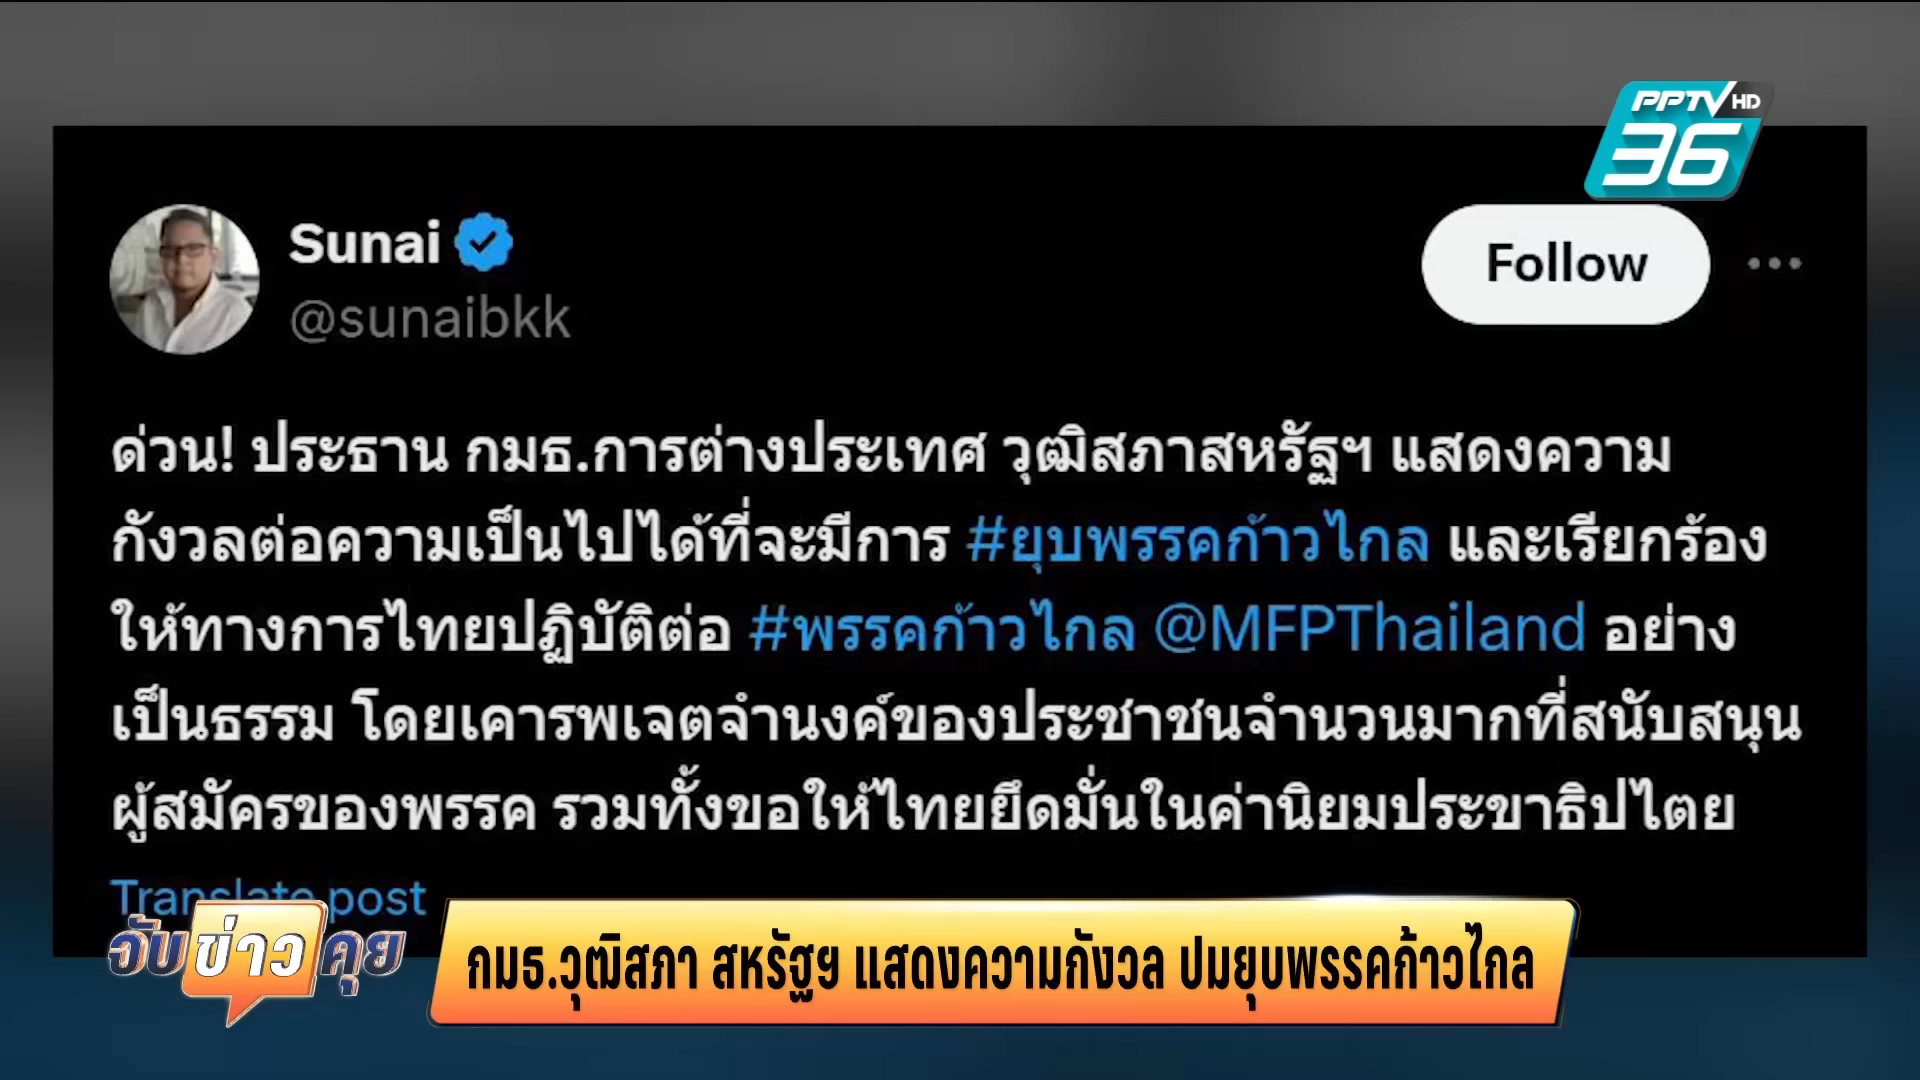 PPTV HD
36
Sunai
@sunaibkk
Follow
ด่วน! ประธาน กมธ.การต่างประเทศ วุฒิสภาสหรัฐฯ แสดงความ
กังวลต่อความเป็นไปได้ที่จะมีการ #ยุบพรรคก้าวไกล และเรียกร้อง
ให้ทางการไทยปฏิบัติต่อ #พรรคก้าวไกล @MFPThailand อย่าง
เป็นธรรม โดยเคารพเจตจำนงค์ของประชาชนจำนวนมากที่สนับสนุน
ผู้สมัครของพรรค รวมทั้งขอให้ไทยยึดมั่นในค่านิยมประขาธิปไตย
Translate post
จับข่าวคุย
กมธ.วุฒิสภา สหรัฐฯ แสดงความกังวล ปมยุบพรรคก้าวไกล